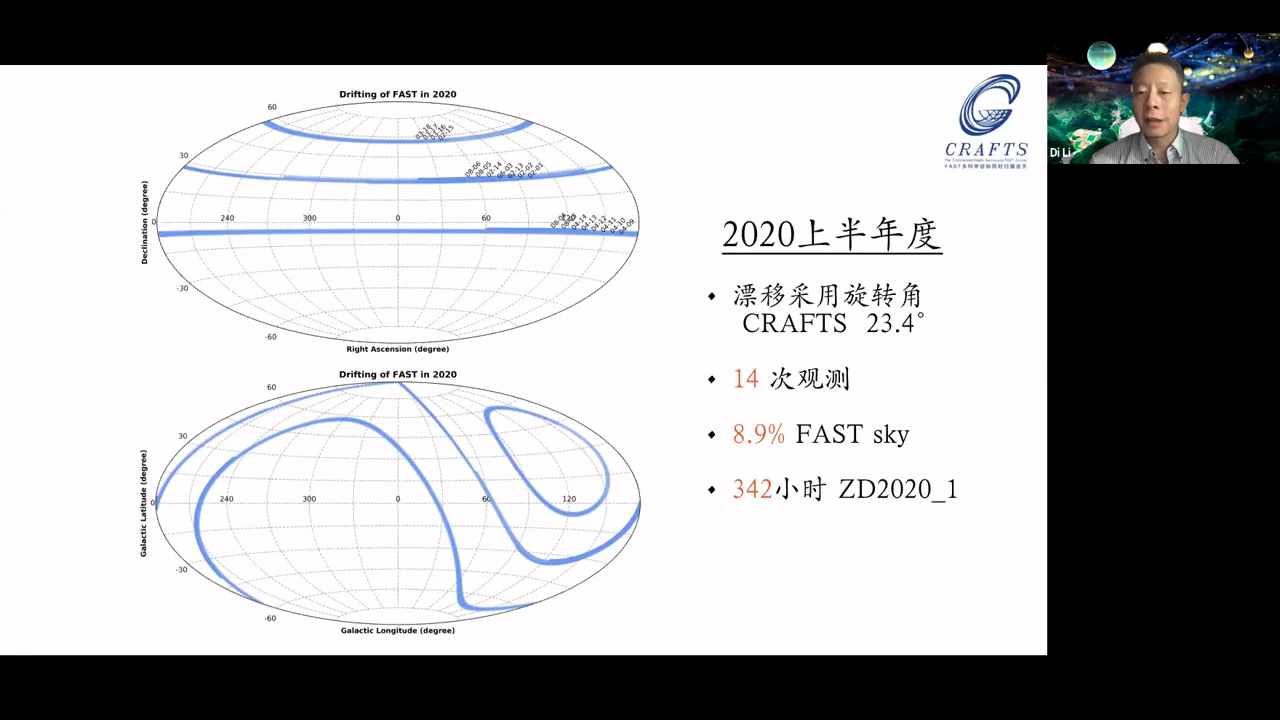 Drifting of FAST in 2020
60
30
0
-30
-60
240
300
0
60
Declination (degree)
Right Ascension (degree)
Drifting of FAST in 2020
60
30
0
-30
-60
240
300
0
60
120
Galactic Latitude (degree)
Galactic Longitude (degree)
CRAFTS
2020上半年度
漂移采用旋转角
CRAFTS 23.4°
14 次观测
8.9% FAST sky
342小时 ZD2020_1
Di Li